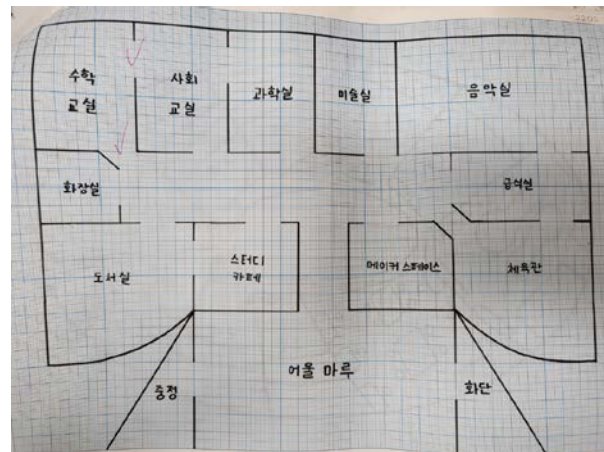 수학
교실
사회
교실
과학실
미술실
음악실
화장실
급식실
도서실
스터디
카페
메이커 스페이스
체육관
어울 마루
중정
화단